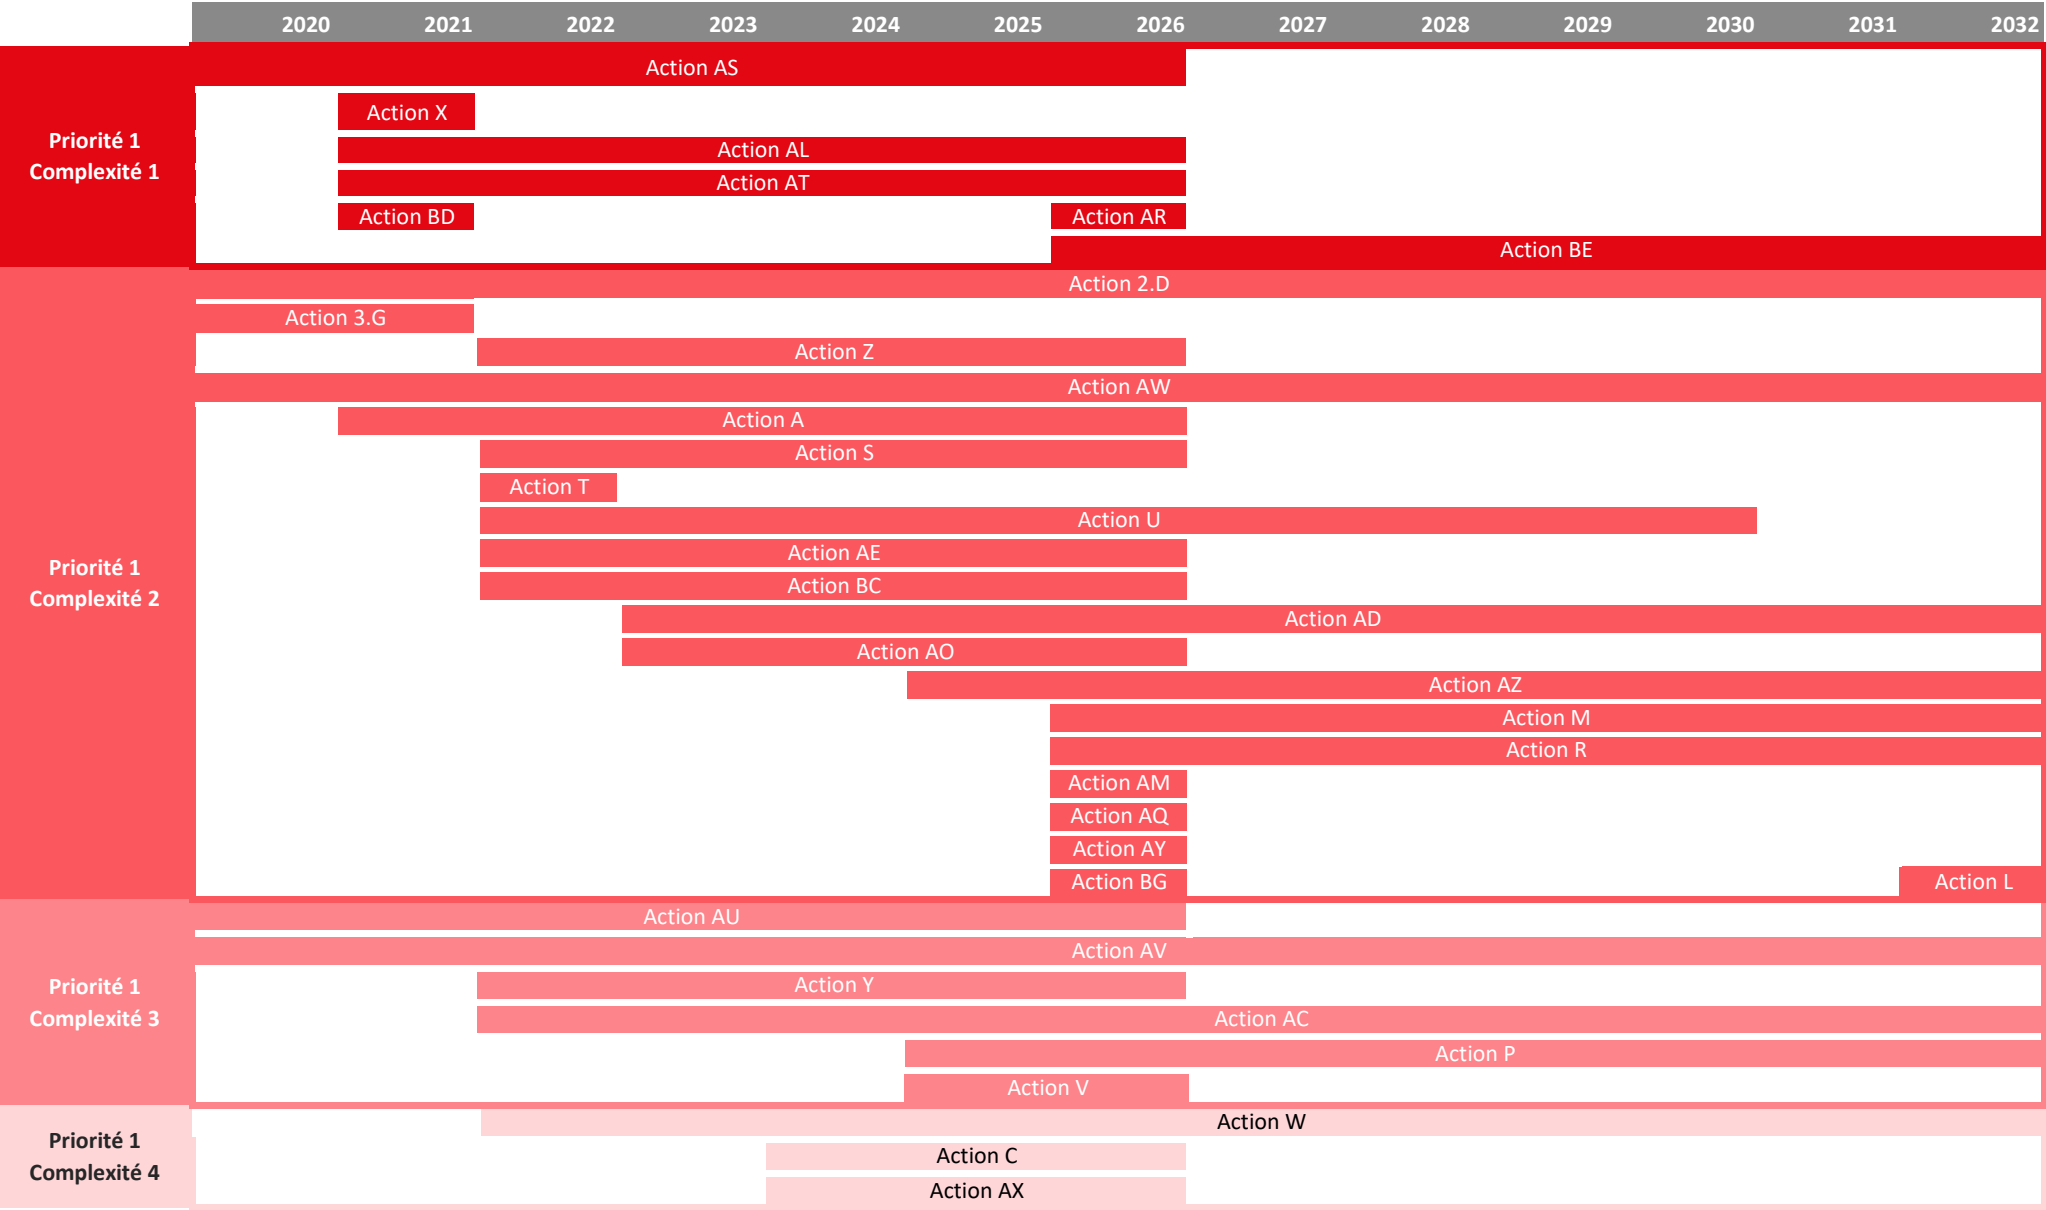 2020 2021 2022 2023 2024 2025 2026 2027 2028 2029 2030 2031 2032
Action AS
Action X
Priorité 1
Complexité 1
Action AL
Action AT
Action BD Action AR
Action BE
Action 2.D
Action 3.G
Action Z
Action AW
Action A
Action S
Action T
Action U
Action AE
Priorité 1
Complexité 2
Action BC
Action AD
Action AO
Action AZ
Action M
Action R
Action AM
Action AQ
Action AY
Action BG Action L
Action AU
Action AV
Priorité 1
Complexité 3
Action Y
Action AC
Action P
Action V
Action W
Priorité 1
Complexité 4
Action C
Action AX